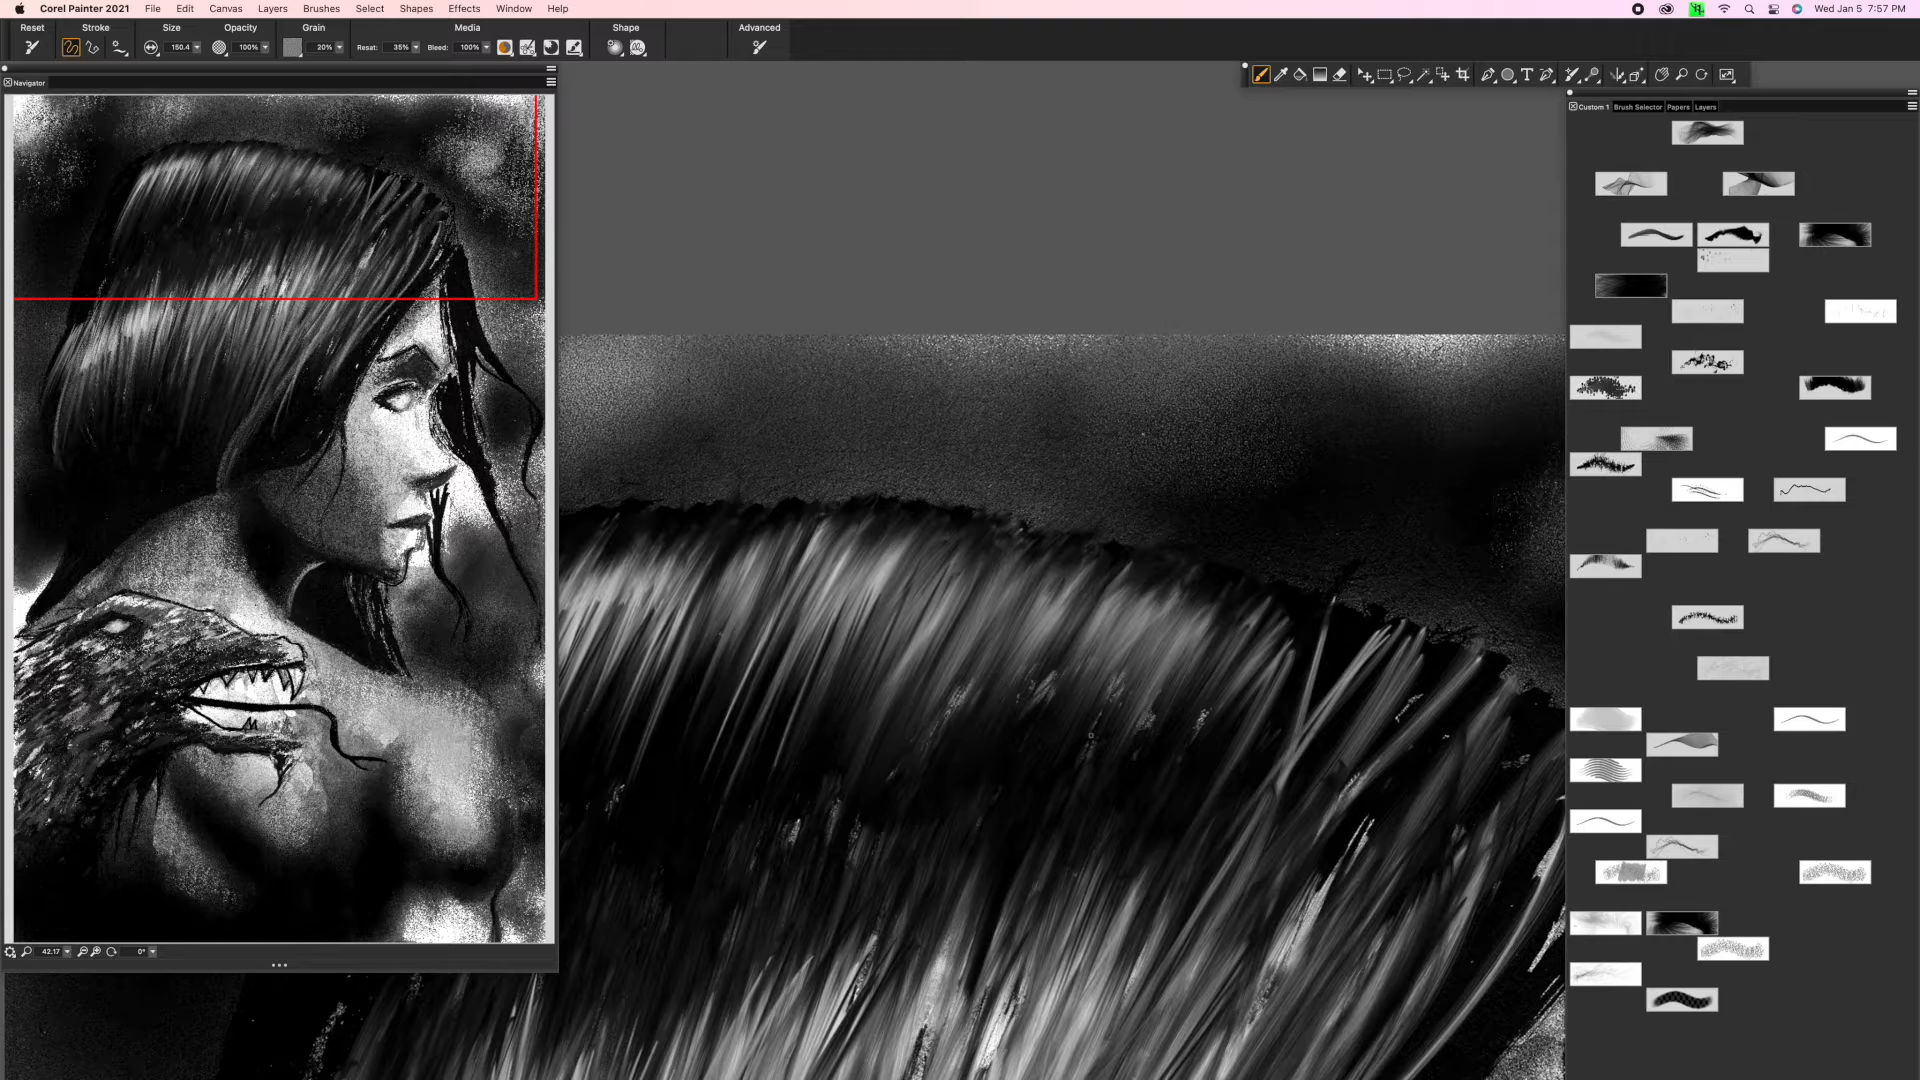 Corel Painter 2021 File Edit Canvas Layers Brushes Select Shapes Effects Window Help Wed Jan 5 7:57 PM
Reset Stroke Size Opacity Grain Media Shape Advanced
150.4 100% 20% Resat: 35% Bleed: 100%
Navigator
Custom 1 Brush Selector Papers Layers
42.17 0°